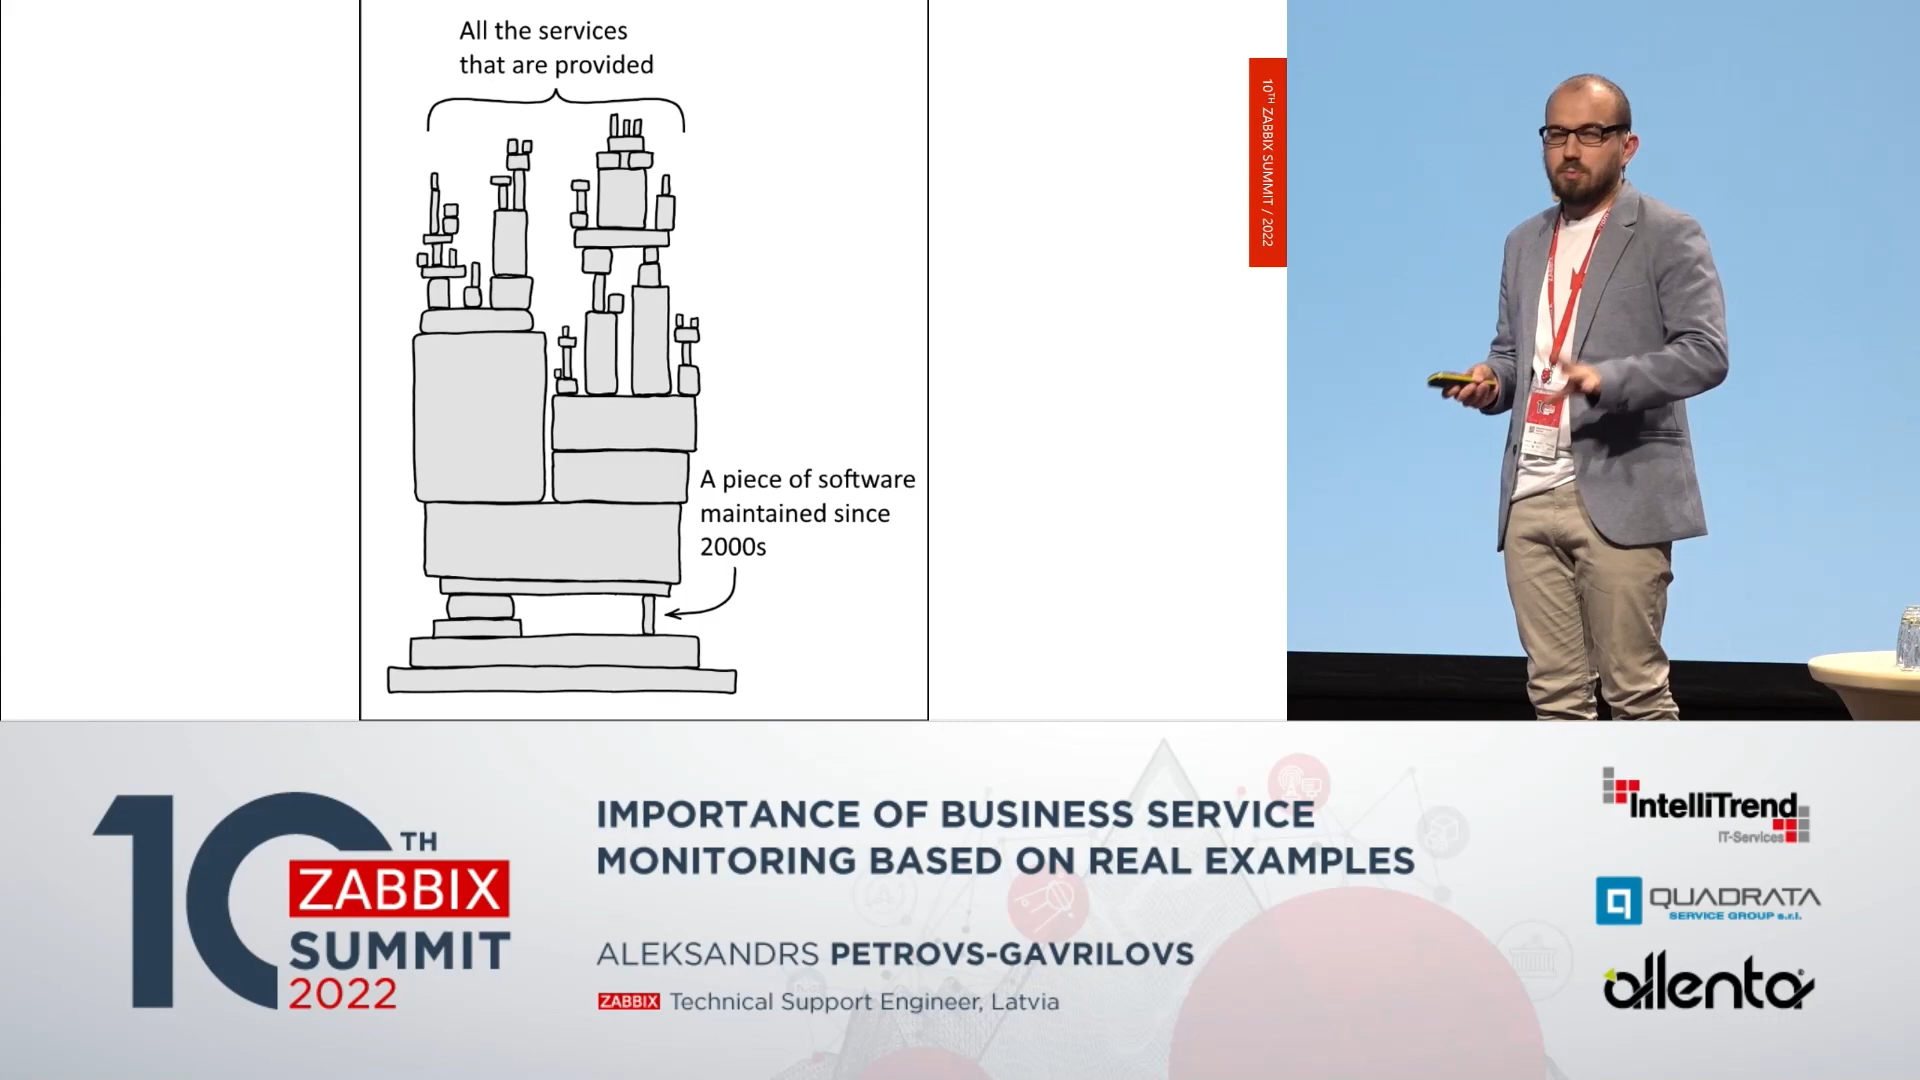 All the services
that are provided
A piece of software
maintained since
2000s
10TH ZABBIX SUMMIT / 2022
10TH
ZABBIX
SUMMIT
2022
IMPORTANCE OF BUSINESS SERVICE
MONITORING BASED ON REAL EXAMPLES
ALEKSANDRS PETROVS-GAVRILOVS
ZABBIX Technical Support Engineer, Latvia
IntelliTrend
IT-Services
QUADRATA
SERVICE GROUP s.r.l.
allenta